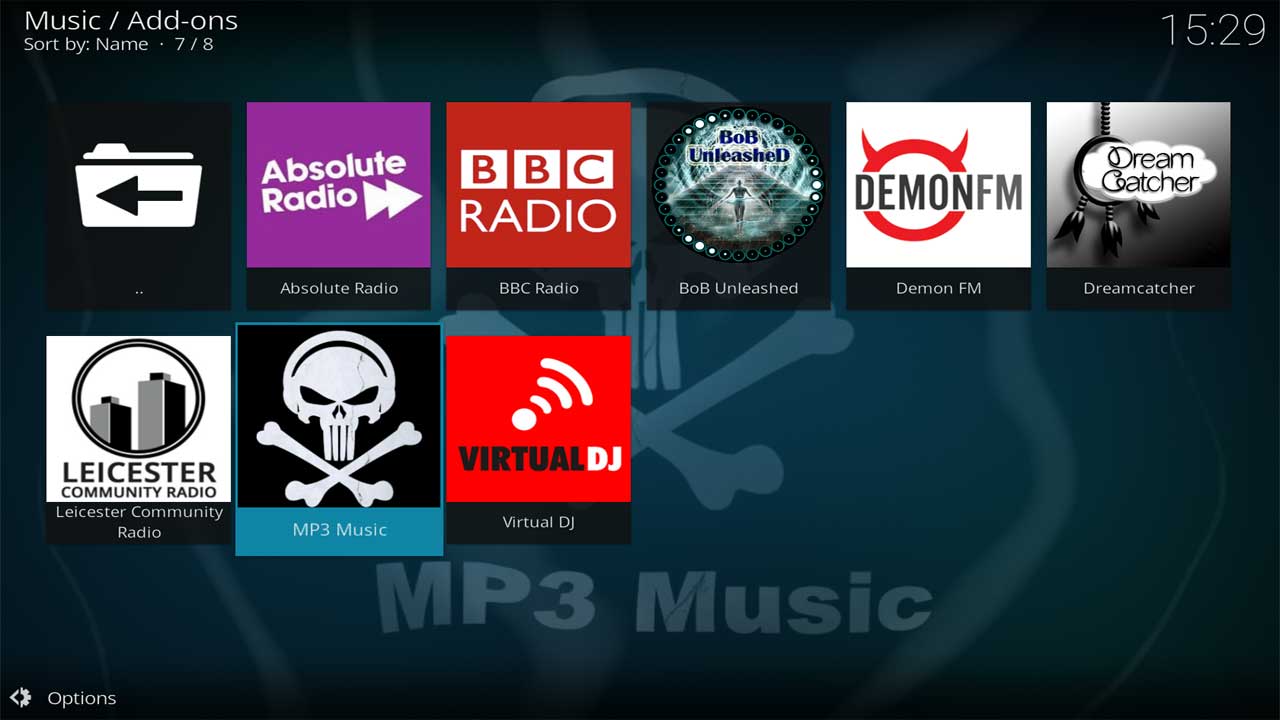 Music / Add-ons
Sort by: Name · 7 / 8
15:29
Absolute
Radio
BBC
RADIO
BoB
UnleasheD
DEMONFM
Dream
Catcher
..
Absolute Radio
BBC Radio
BoB Unleashed
Demon FM
Dreamcatcher
LEICESTER
COMMUNITY RADIO
VIRTUALDJ
Leicester Community
Radio
MP3 Music
Virtual DJ
MP3 Music
Options